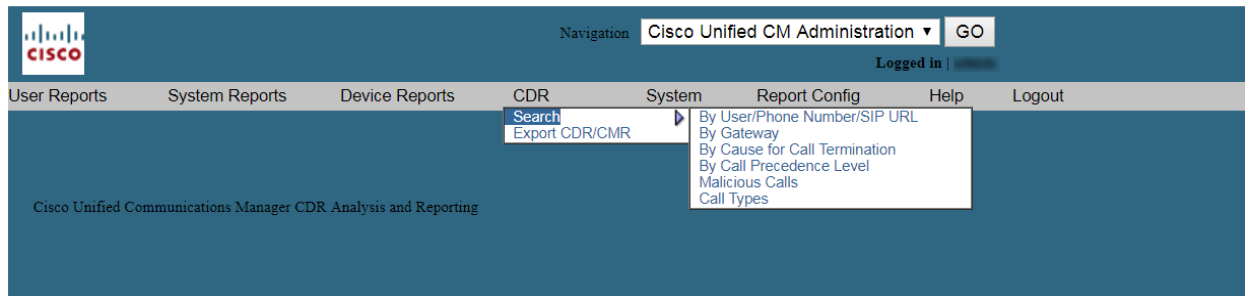 cisco
Navigation Cisco Unified CM Administration GO
Logged in |
User Reports System Reports Device Reports CDR System Report Config Help Logout
Search
Export CDR/CMR
By User/Phone Number/SIP URL
By Gateway
By Cause for Call Termination
By Call Precedence Level
Malicious Calls
Call Types
Cisco Unified Communications Manager CDR Analysis and Reporting